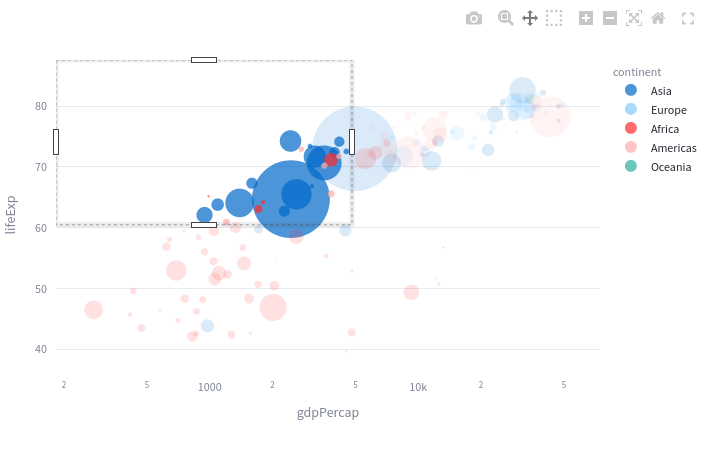 continent
Asia
Europe
Africa
Americas
Oceania
lifeExp
80
70
60
50
40
2
5
1000
2
5
10k
2
5
gdpPercap